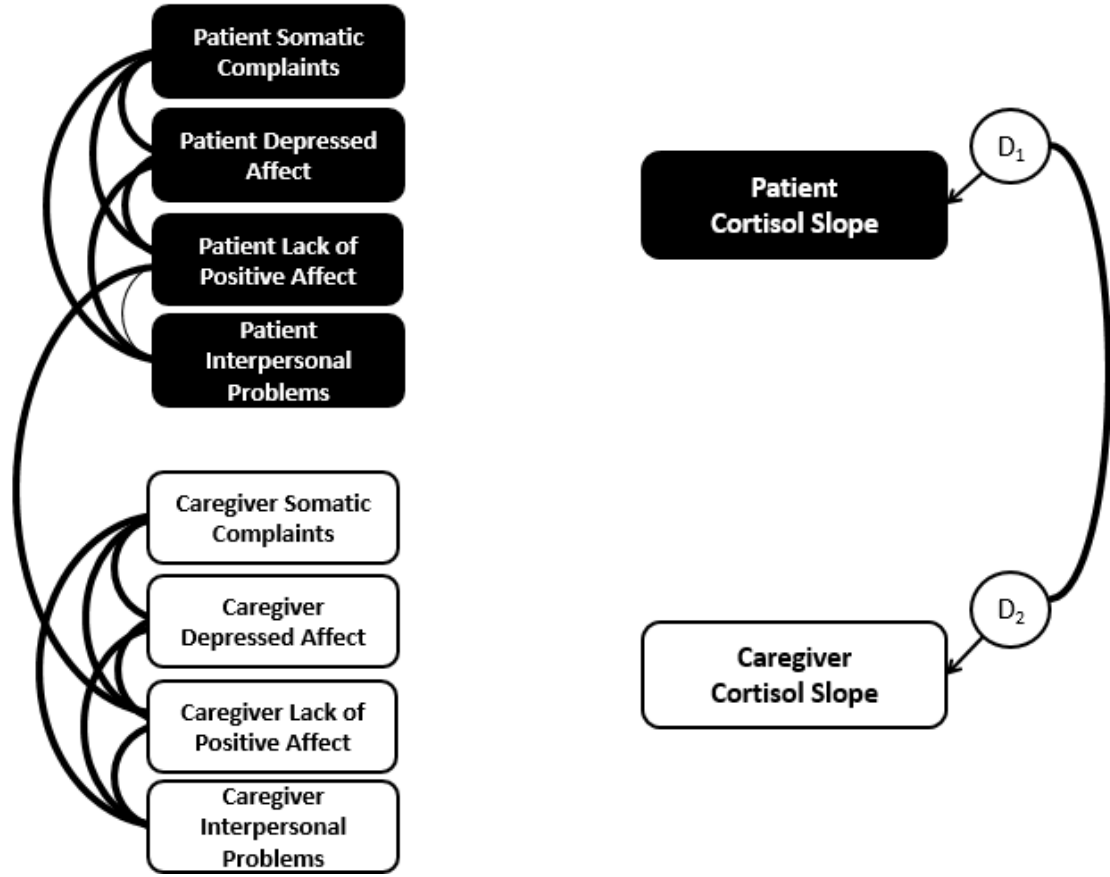 Patient Somatic
Complaints
Patient Depressed
Affect
Patient Lack of
Positive Affect
Patient
Interpersonal
Problems
Caregiver Somatic
Complaints
Caregiver
Depressed Affect
Caregiver Lack of
Positive Affect
Caregiver
Interpersonal
Problems
Patient
Cortisol Slope
D₁
Caregiver
Cortisol Slope
D₂